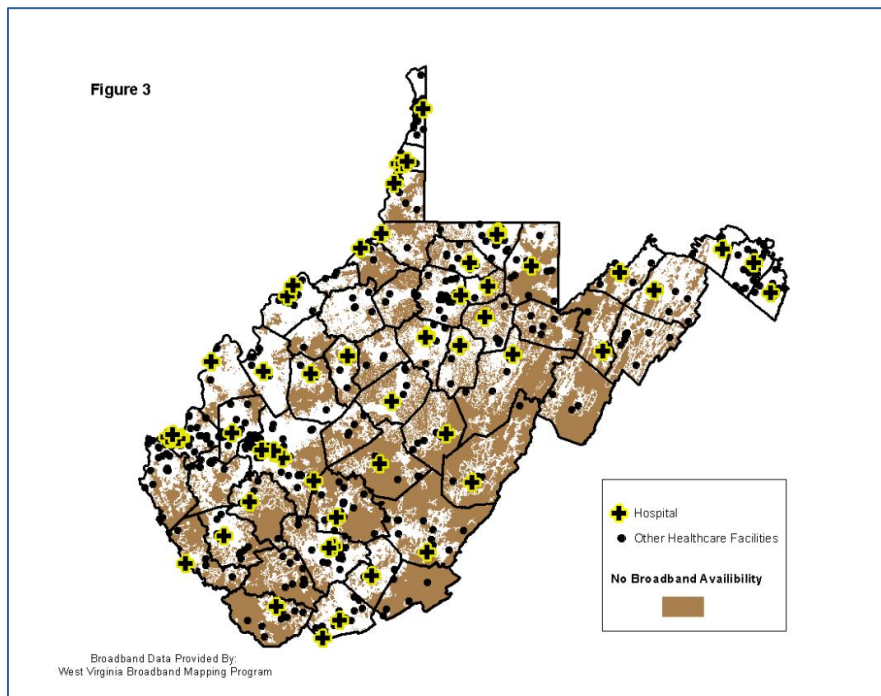 Figure 3
Hospital
Other Healthcare Facilities
No Broadband Availibility
Broadband Data Provided By:
West Virginia Broadband Mapping Program